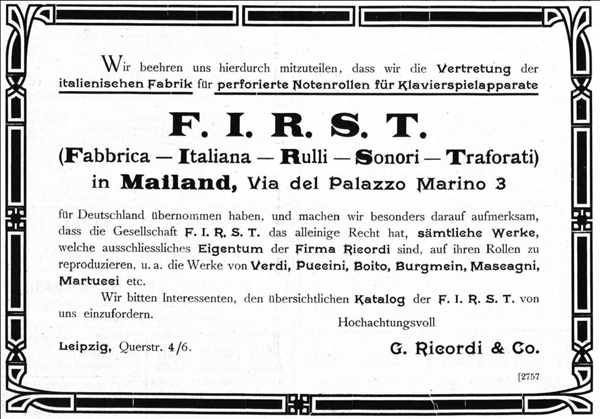 Wir beehren uns hierdurch mitzuteilen, dass wir die Vertretung der
italienischen Fabrik für perforierte Notenrollen für Klavierspielapparate
F. I. R. S. T.
(Fabbrica — Italiana — Rulli — Sonori — Traforati)
in Mailand, Via del Palazzo Marino 3
für Deutschland übernommen haben, und machen wir besonders darauf aufmerksam,
dass die Gesellschaft F. I. R. S. T. das alleinige Recht hat, sämtliche Werke,
welche ausschliessliches Eigentum der Firma Ricordi sind, auf ihren Rollen zu
reproduzieren, u. a. die Werke von Verdi, Puccini, Boito, Burgmein, Mascagni,
Martucci etc.
Wir bitten Interessenten, den übersichtlichen Katalog der F. I. R. S. T. von
uns einzufordern.
Hochachtungsvoll
Leipzig, Querstr. 4/6.
G. Ricordi & Co.
[2757